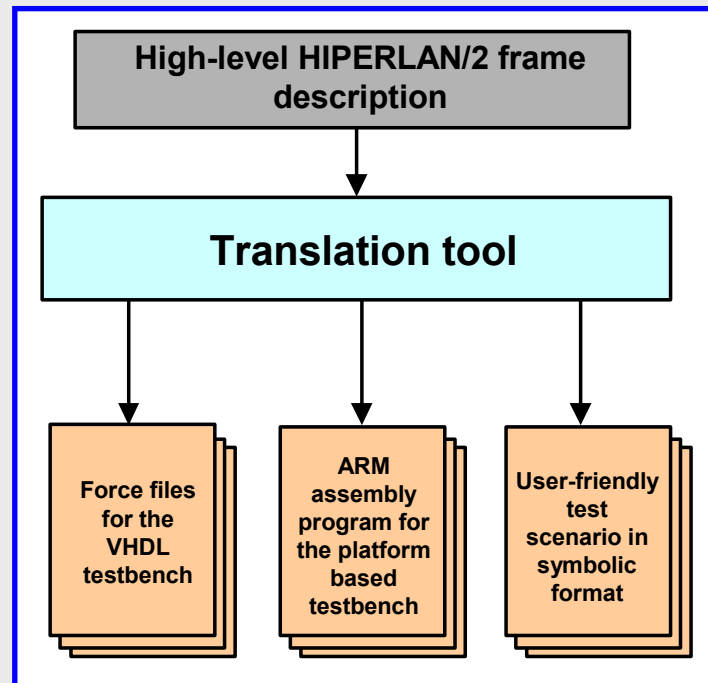 High-level HIPERLAN/2 frame
description
Translation tool
Force files
for the
VHDL
testbench
ARM
assembly
program for
the platform
based
testbench
User-friendly
test
scenario in
symbolic
format